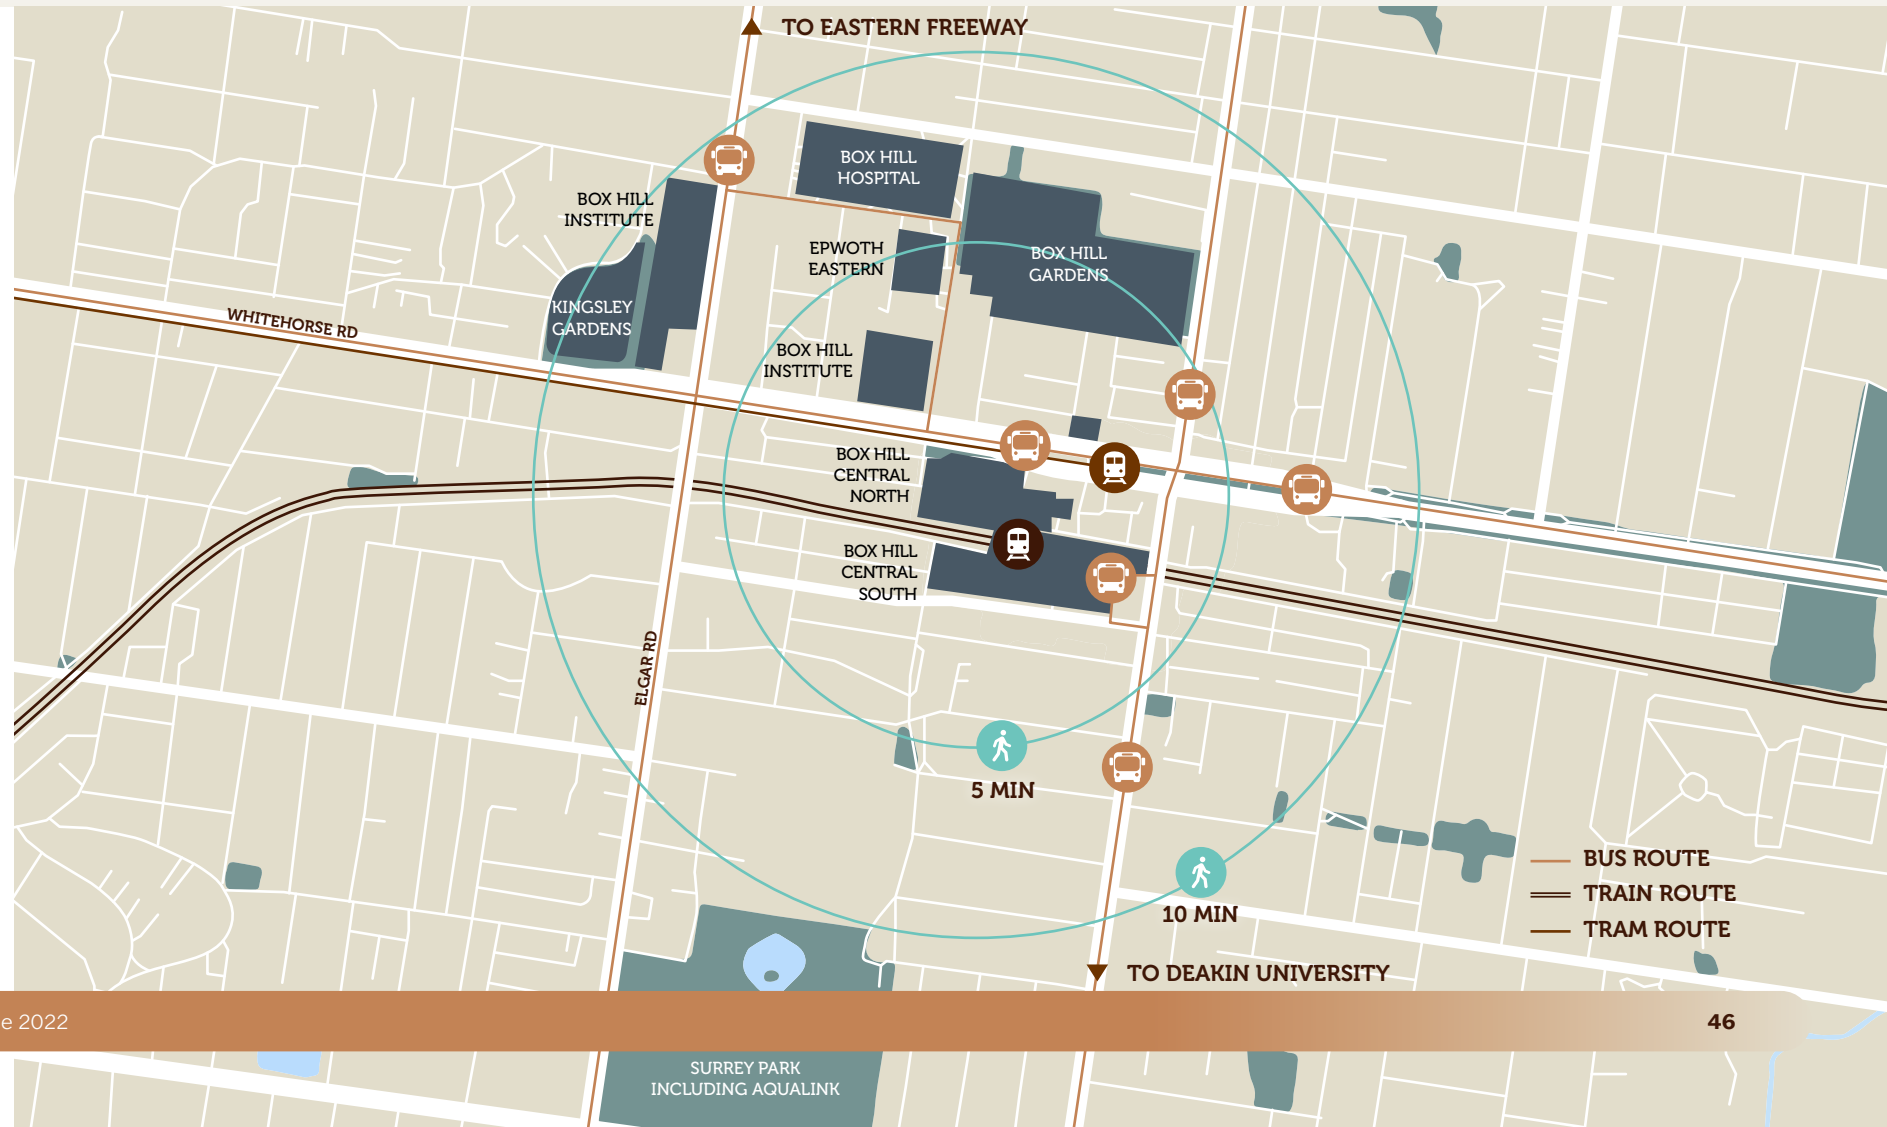 TO EASTERN FREEWAY
BOX HILL
HOSPITAL
BOX HILL
INSTITUTE
EPWOTH
EASTERN
BOX HILL
GARDENS
KINGSLEY
GARDENS
WHITEHORSE RD
BOX HILL
INSTITUTE
BOX HILL
CENTRAL
NORTH
BOX HILL
CENTRAL
SOUTH
ELGAR RD
5 MIN
10 MIN
BUS ROUTE
TRAIN ROUTE
TRAM ROUTE
TO DEAKIN UNIVERSITY
e 2022
46
SURREY PARK
INCLUDING AQUALINK